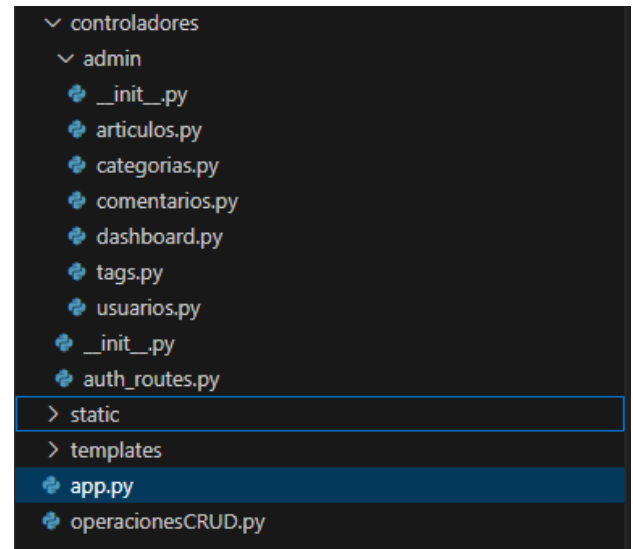 controladores
admin
__init__.py
articulos.py
categorias.py
comentarios.py
dashboard.py
tags.py
usuarios.py
__init__.py
auth_routes.py
static
templates
app.py
operacionesCRUD.py